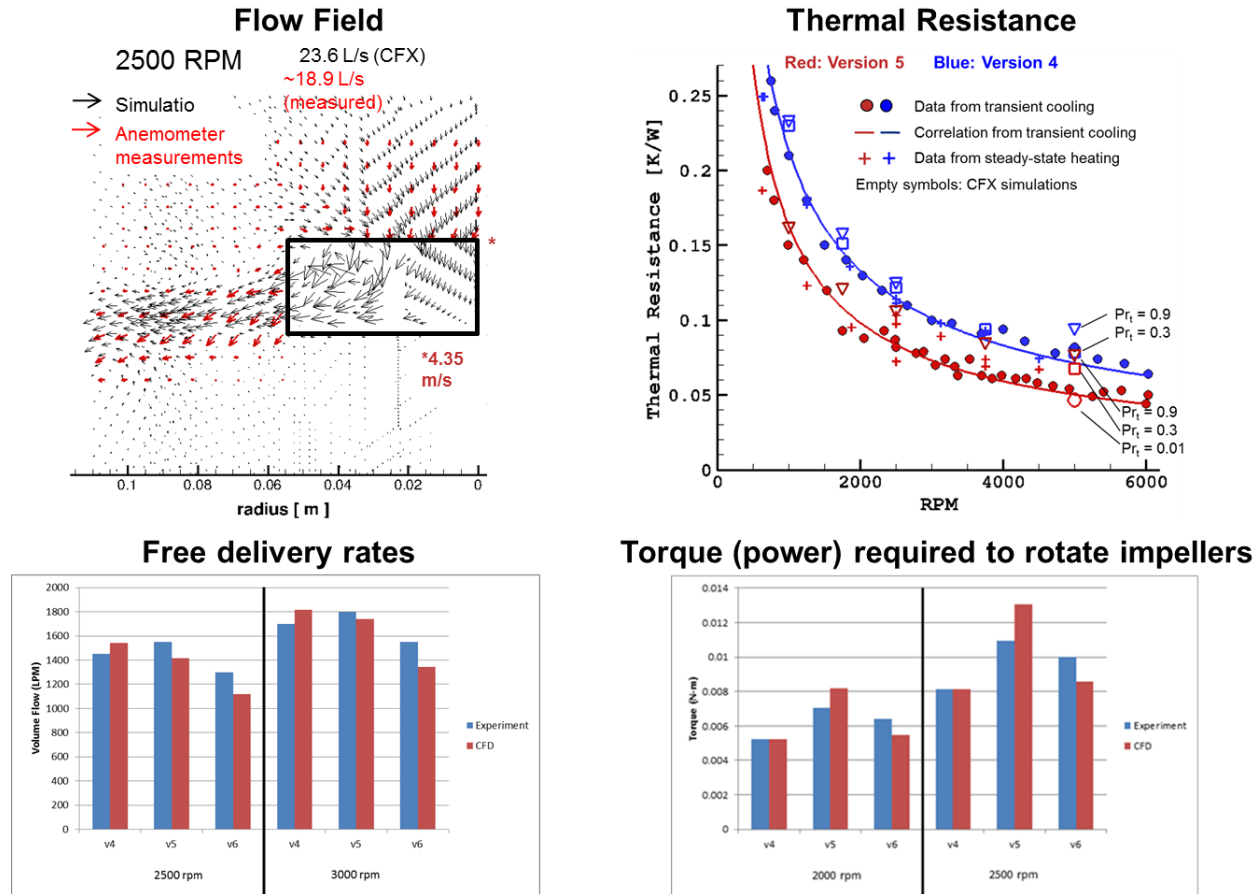 Flow Field
2500 RPM
23.6 L/s (CFX)
~18.9 L/s
(measured)
Simulatio
Anemometer
measurements
*
*4.35
m/s
0.1
0.08
0.06
0.04
0.02
0
radius [ m ]
Thermal Resistance
Red: Version 5
Blue: Version 4
Data from transient cooling
Correlation from transient cooling
Data from steady-state heating
Empty symbols: CFX simulations
Thermal Resistance [K/W]
0.25
0.2
0.15
0.1
0.05
0
0
2000
4000
6000
RPM
Prt = 0.9
Prt = 0.3
Prt = 0.9
Prt = 0.3
Prt = 0.01
Free delivery rates
Volume Flow (LPM)
2000
1800
1600
1400
1200
1000
800
600
400
200
0
v4
v5
v6
v4
v5
v6
2500 rpm
3000 rpm
Experiment
CFD
Torque (power) required to rotate impellers
Torque (N-m)
0.014
0.012
0.01
0.008
0.006
0.004
0.002
0
v4
v5
v6
v4
v5
v6
2000 rpm
2500 rpm
Experiment
CFD